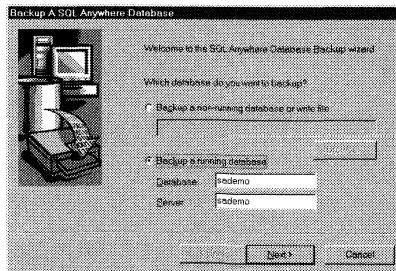 Backup A SQL Anywhere Database
Welcome to the SQL Anywhere Database Backup wizard
Which database do you want to backup?
Backup a non-running database or write file
Backup a running database
Database: sademo
Server: sademo
Next > Cancel